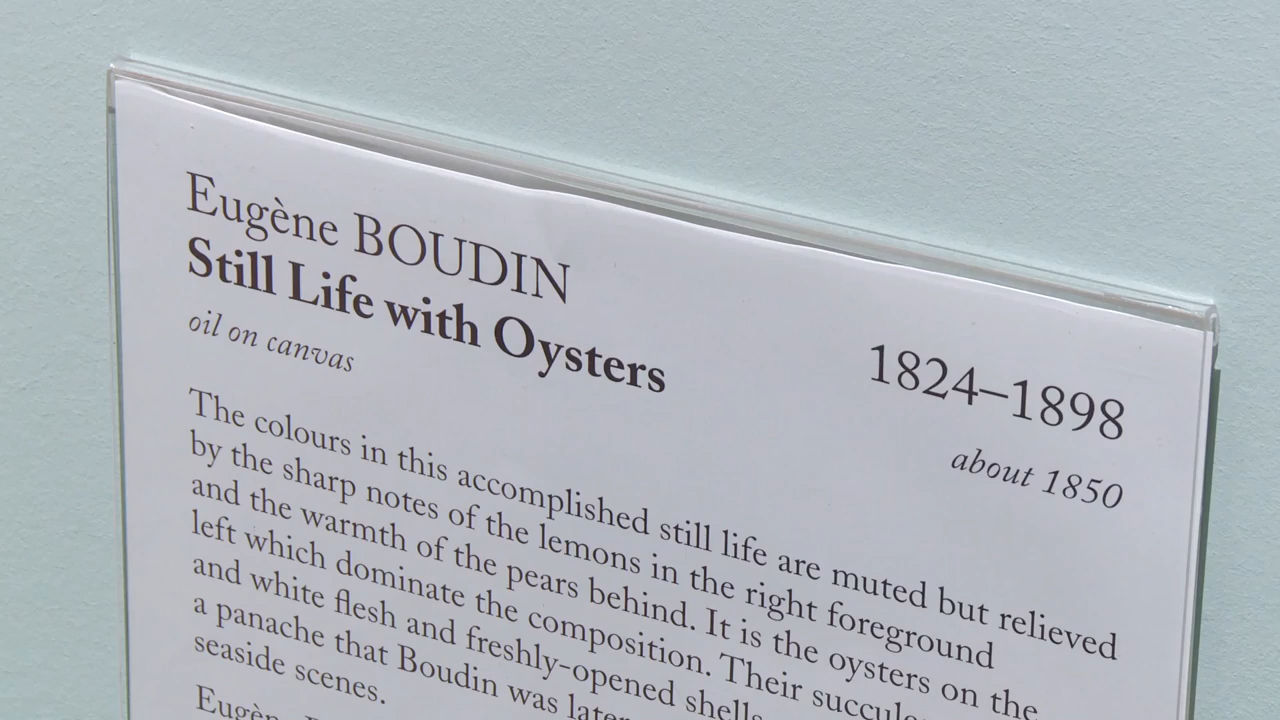 Eugène BOUDIN
1824–1898
Still Life with Oysters
about 1850
oil on canvas
The colours in this accomplished still life are muted but relieved
by the sharp notes of the lemons in the right foreground
and the warmth of the pears behind. It is the oysters on the
left which dominate the composition. Their
and white flesh and freshly-opened shells
a panache that Boudin was later
seaside scenes.